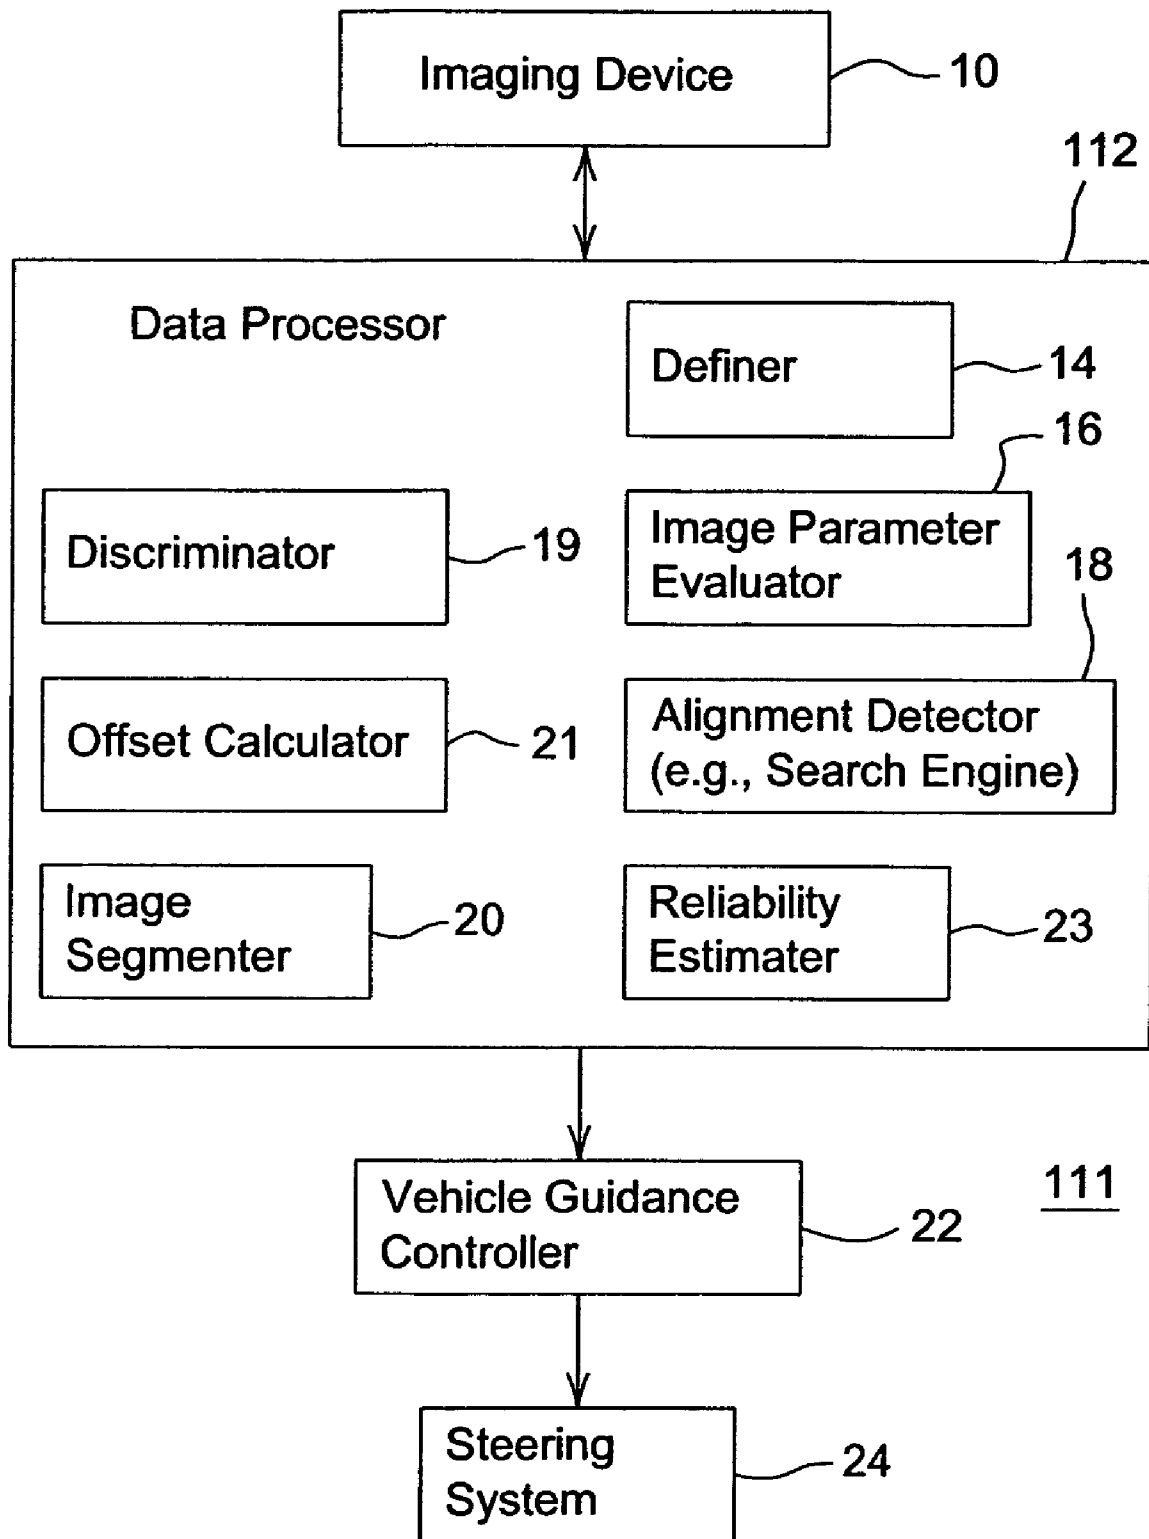 Imaging Device
10
112
Data Processor
Definer
14
16
Discriminator
19
Image Parameter
Evaluator
18
Offset Calculator
21
Alignment Detector
(e.g., Search Engine)
Image
Segmenter
20
Reliability
Estimater
23
Vehicle Guidance
Controller
22
111
Steering
System
24